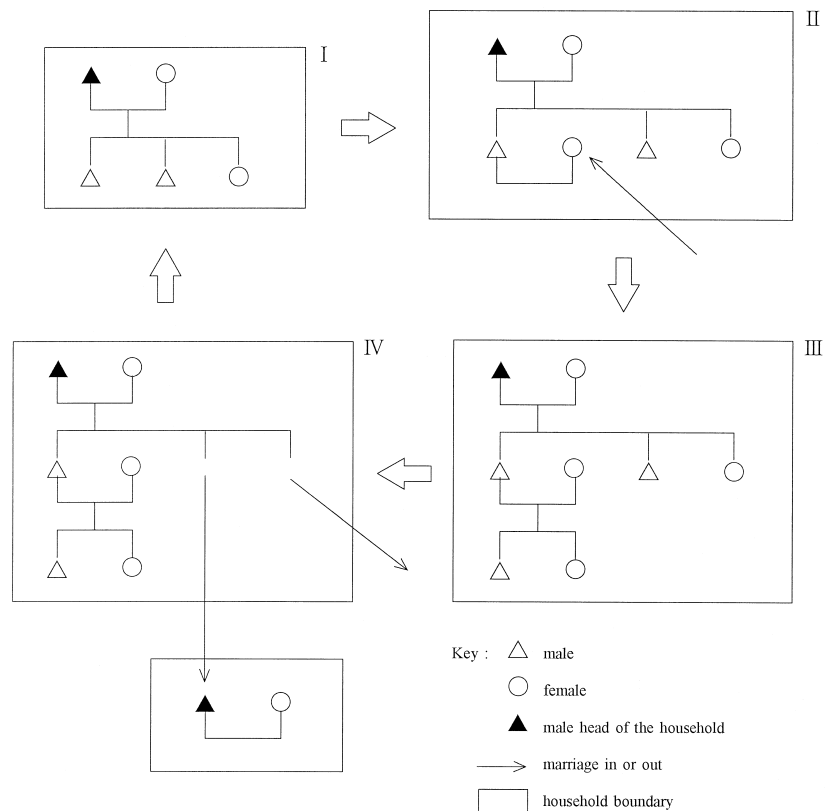 I
II
IV
III
Key :
male
female
male head of the household
marriage in or out
household boundary